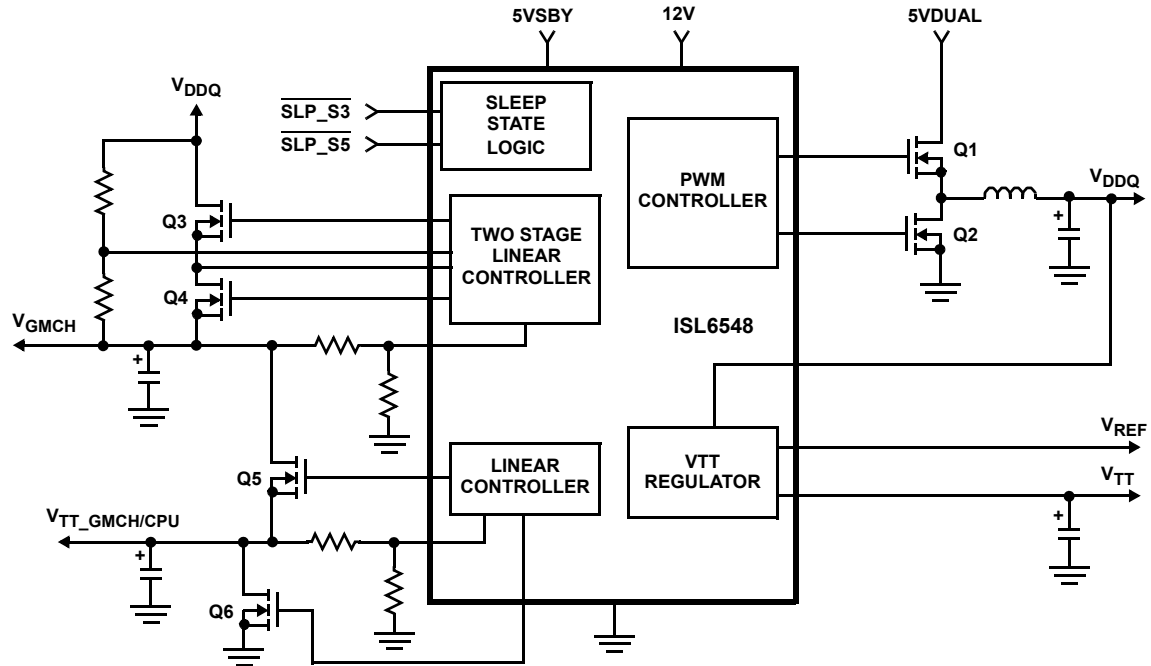 5VSBY
12V
5VDUAL
VDDQ
SLP_S3
SLP_S5
SLEEP
STATE
LOGIC
PWM
CONTROLLER
Q1
VDDQ
Q2
+
Q3
TWO STAGE
LINEAR
CONTROLLER
Q4
ISL6548
VGMCH
+
VTT
REGULATOR
VREF
VTT
+
Q5
LINEAR
CONTROLLER
VTT_GMCH/CPU
+
Q6